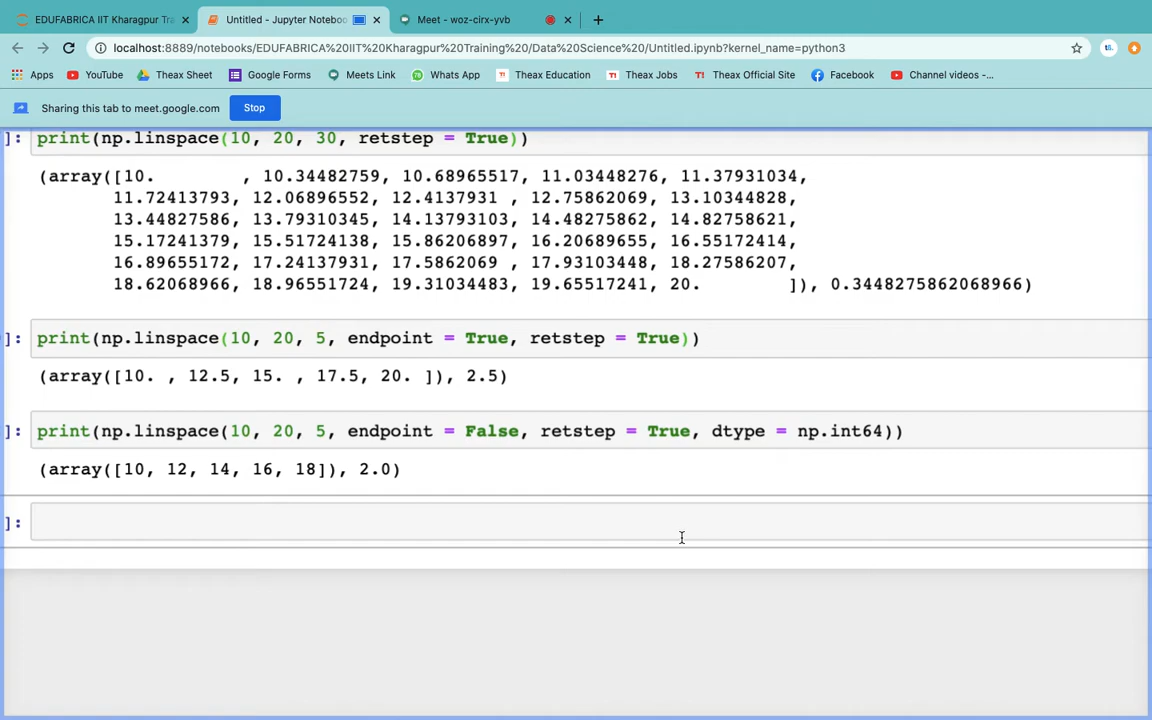 EDUFABRICA IIT Kharagpur Tra
Untitled - Jupyter Noteboo
Meet - woz-cirx-yvb
localhost:8889/notebooks/EDUFABRICA%20IIT%20Kharagpur%20Training%20/Data%20Science%20/Untitled.ipynb?kernel_name=python3
Apps YouTube Theax Sheet Google Forms Meets Link Whats App Theax Education Theax Jobs Theax Official Site Facebook Channel videos -...
Sharing this tab to meet.google.com Stop
]: print(np.linspace(10, 20, 30, retstep = True))
(array([10. , 10.34482759, 10.68965517, 11.03448276, 11.37931034,
11.72413793, 12.06896552, 12.4137931 , 12.75862069, 13.10344828,
13.44827586, 13.79310345, 14.13793103, 14.48275862, 14.82758621,
15.17241379, 15.51724138, 15.86206897, 16.20689655, 16.55172414,
16.89655172, 17.24137931, 17.5862069 , 17.93103448, 18.27586207,
18.62068966, 18.96551724, 19.31034483, 19.65517241, 20. ]), 0.3448275862068966)
]: print(np.linspace(10, 20, 5, endpoint = True, retstep = True))
(array([10. , 12.5, 15. , 17.5, 20. ]), 2.5)
]: print(np.linspace(10, 20, 5, endpoint = False, retstep = True, dtype = np.int64))
(array([10, 12, 14, 16, 18]), 2.0)
]: